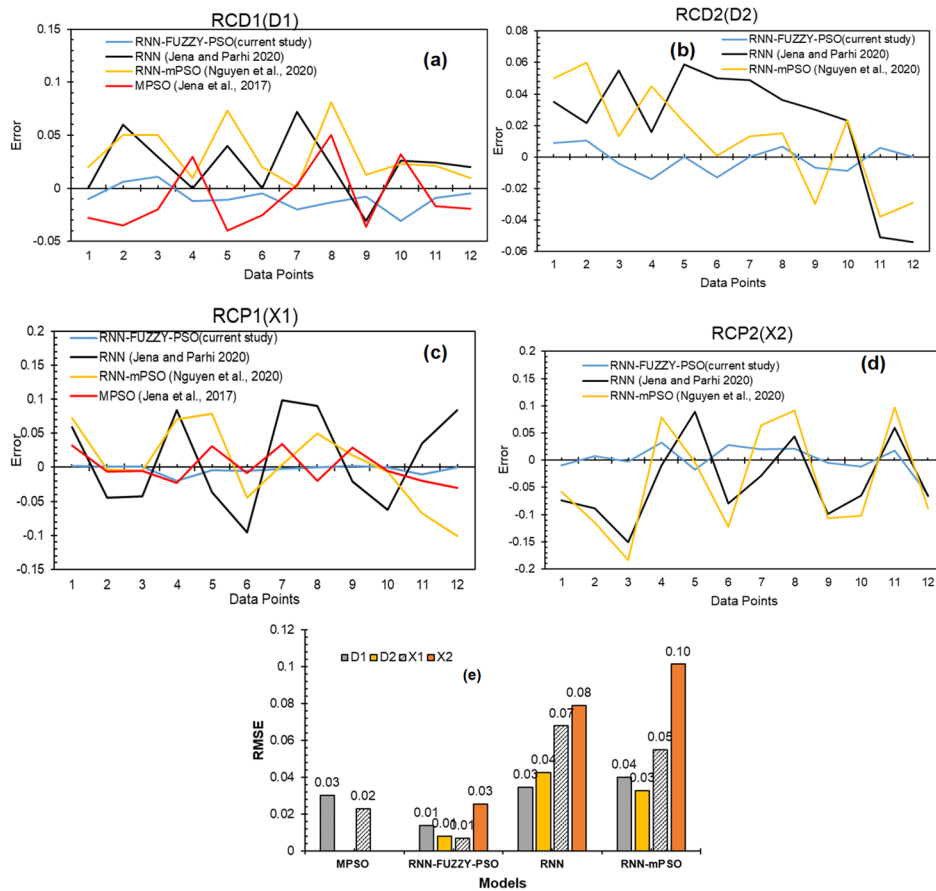 RCD1(D1)
0.15
0.1
0.05
0
-0.05
Error
RNN-FUZZY-PSO(current study)
RNN (Jena and Parhi 2020)
RNN-mPSO (Nguyen et al., 2020)
MPSO (Jena et al., 2017)
(a)
1 2 3 4 5 6 7 8 9 10 11 12
Data Points
RCD2(D2)
0.08
0.06
0.04
0.02
0
-0.02
-0.04
-0.06
Error
(b)
RNN-FUZZY-PSO(current study)
RNN (Jena and Parhi 2020)
RNN-mPSO (Nguyen et al., 2020)
1 2 3 4 5 6 7 8 9 10 11 12
Data Points
RCP1(X1)
0.2
0.15
0.1
0.05
0
-0.05
-0.1
-0.15
Error
RNN-FUZZY-PSO(current study)
RNN (Jena and Parhi 2020)
RNN-mPSO (Nguyen et al., 2020)
MPSO (Jena et al., 2017)
(c)
1 2 3 4 5 6 7 8 9 10 11 12
Data Points
RCP2(X2)
0.2
0.15
0.1
0.05
0
-0.05
-0.1
-0.15
-0.2
Error
RNN-FUZZY-PSO(current study)
RNN (Jena and Parhi 2020)
RNN-mPSO (Nguyen et al., 2020)
(d)
1 2 3 4 5 6 7 8 9 10 11 12
Data Points
0.12
0.1
0.08
0.06
0.04
0.02
0
RMSE
D1 D2 X1 X2
(e)
0.03 0.02
0.01 0.01 0.01 0.03
0.03 0.04 0.07 0.08
0.04 0.03 0.05 0.10
MPSO RNN-FUZZY-PSO RNN RNN-mPSO
Models